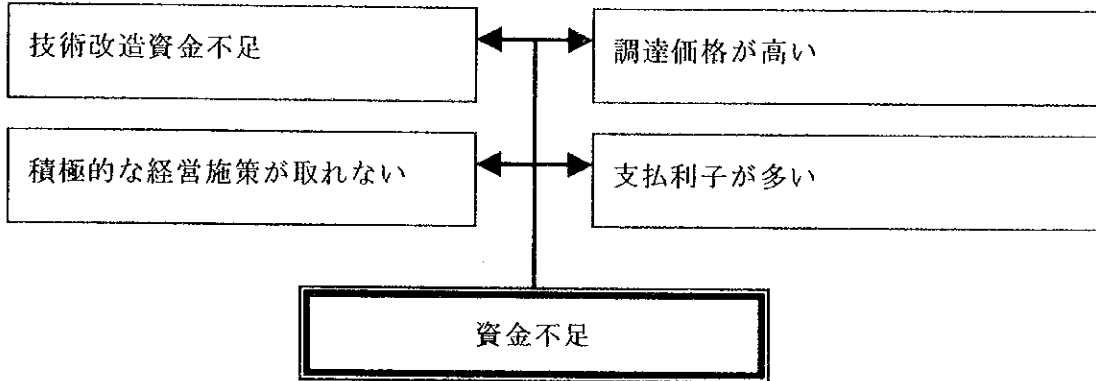 技術改造資金不足
調達価格が高い
積極的な経営施策が取れない
支払利子が多い
資金不足